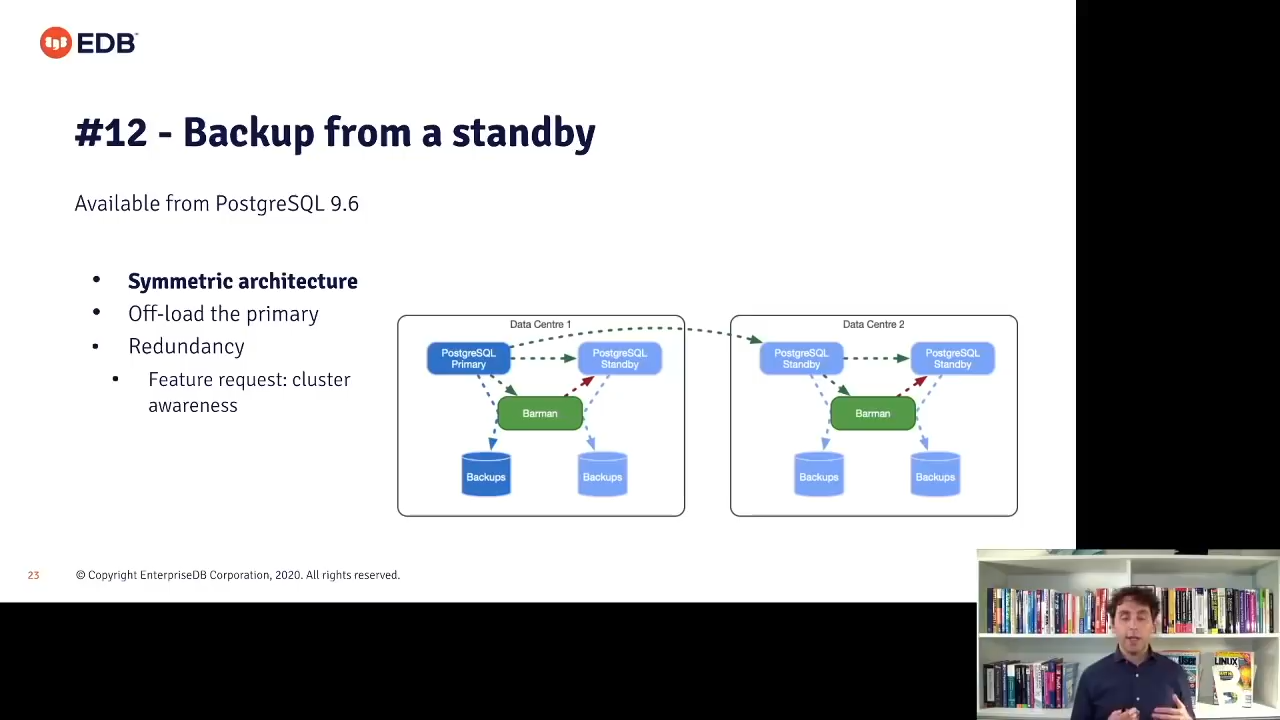 EDB
#12 - Backup from a standby
Available from PostgreSQL 9.6
• Symmetric architecture
• Off-load the primary
• Redundancy
• Feature request: cluster
awareness
Data Centre 1
PostgreSQL
Primary
PostgreSQL
Standby
Barman
Backups
Backups
Data Centre 2
PostgreSQL
Standby
PostgreSQL
Standby
Barman
Backups
Backups
23
© Copyright EnterpriseDB Corporation, 2020. All rights reserved.
LINUX